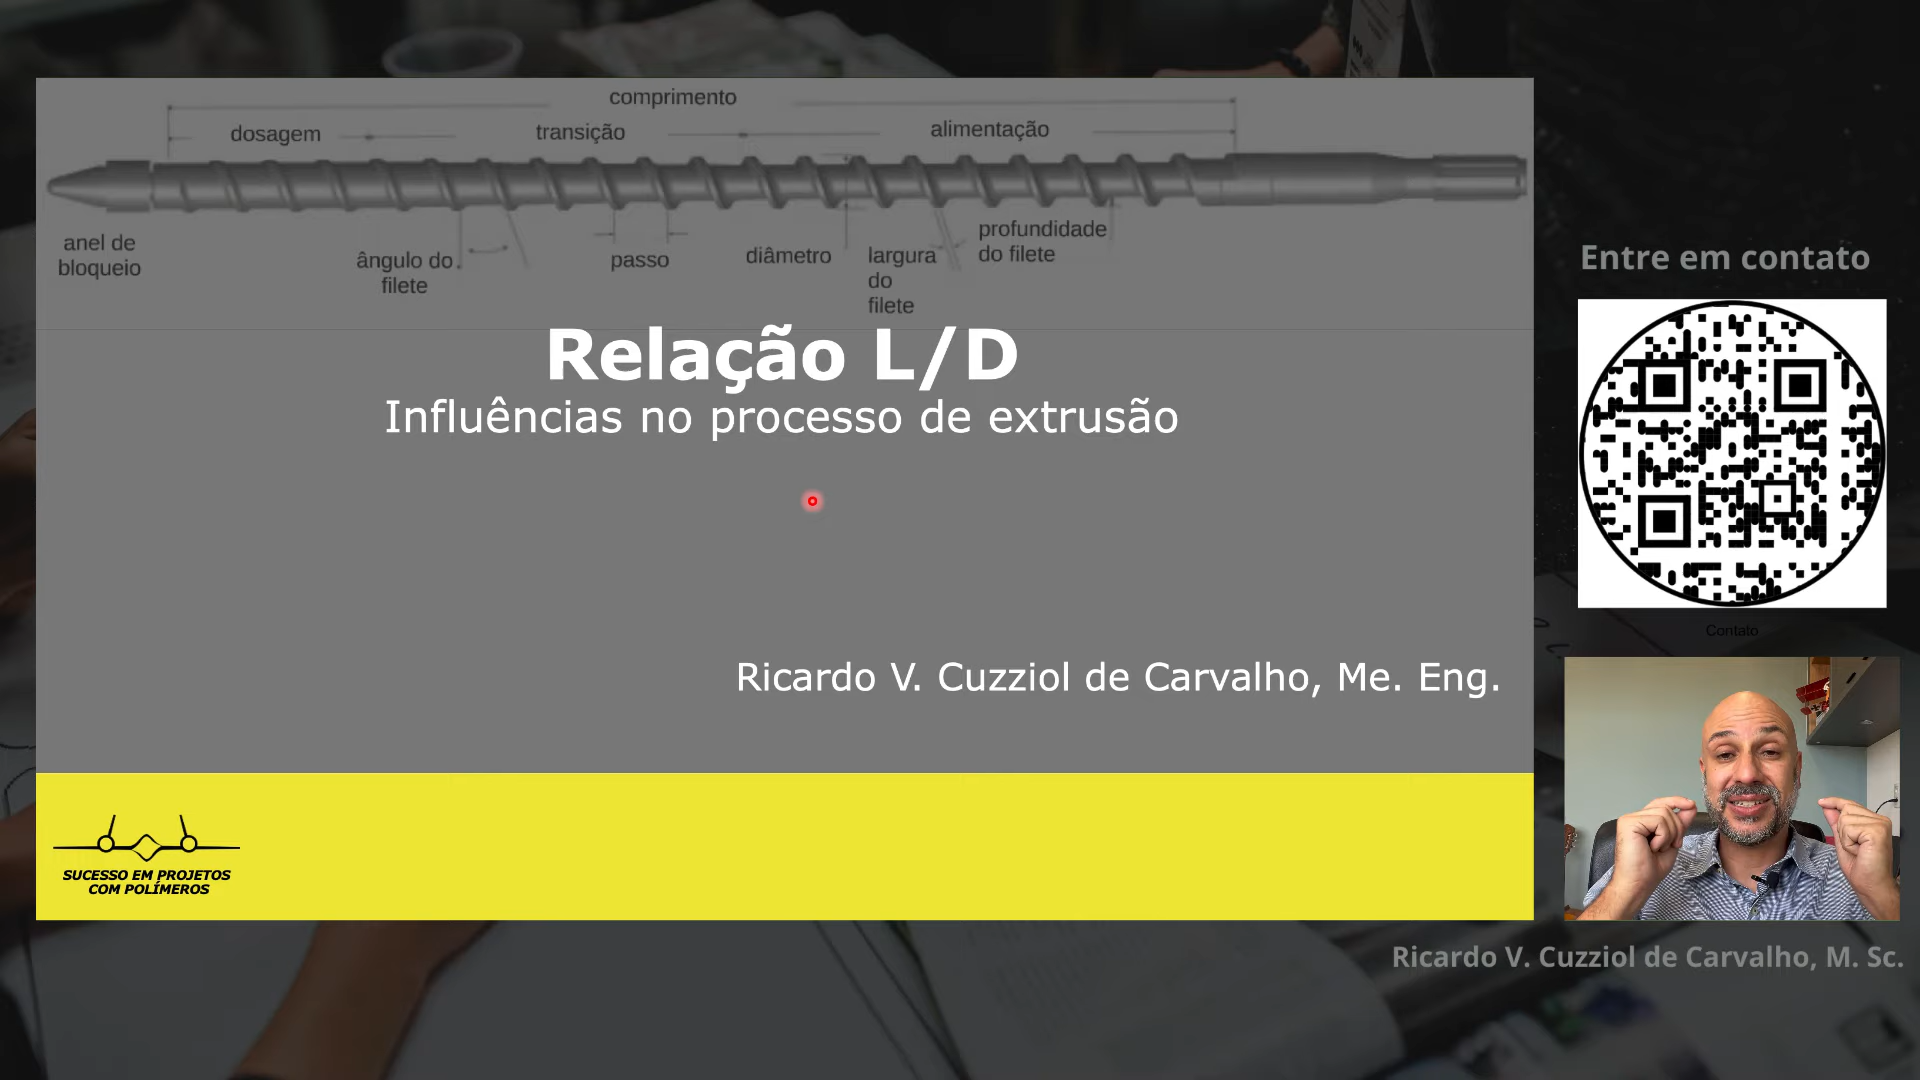 comprimento
dosagem
transição
alimentação
anel de
bloqueio
ângulo do
filete
passo
diâmetro
largura
do
filete
profundidade
do filete
Relação L/D
Influências no processo de extrusão
Ricardo V. Cuzziol de Carvalho, Me. Eng.
SUCESSO EM PROJETOS
COM POLÍMEROS
Entre em contato
Contato
Ricardo V. Cuzziol de Carvalho, M. Sc.